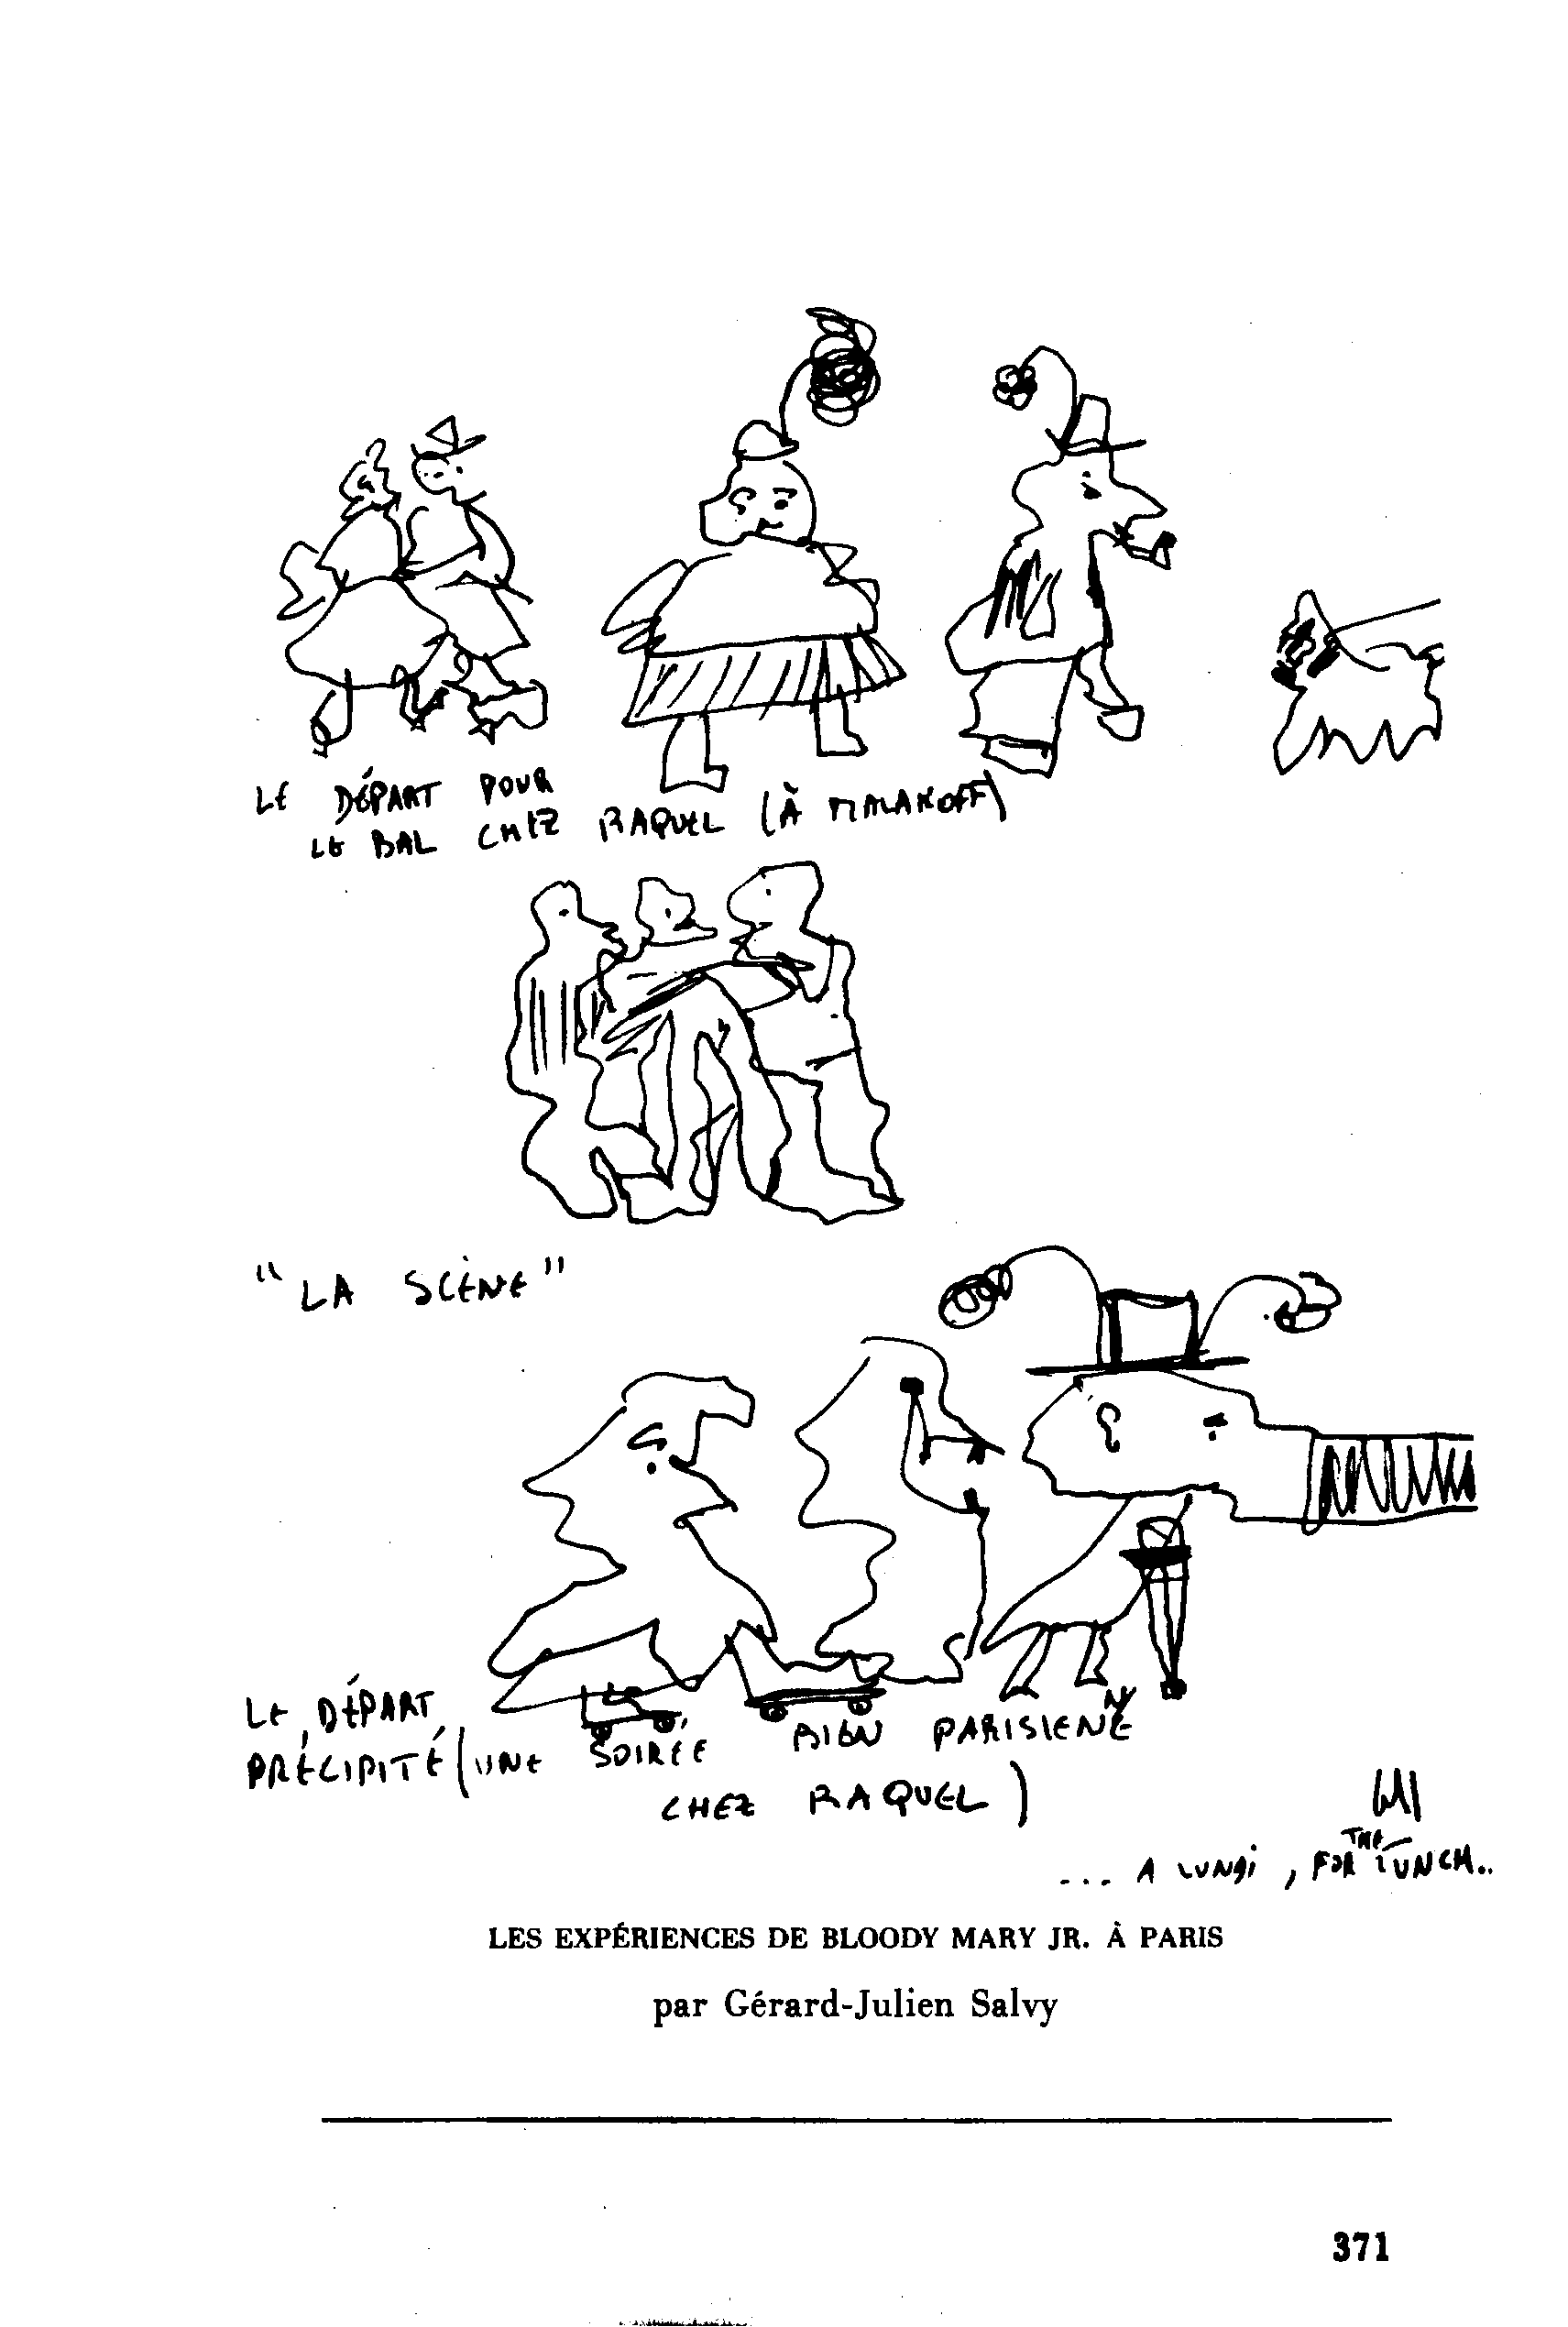 LE DÉPART POUR
LE BAL CHEZ RAQUEL (À MALAKOFF)
"LA SCÈNE"
LE DÉPART
PRÉCIPITÉ (UNE SOIRÉE BIEN PARISIENNE
CHEZ RAQUEL)
... A LUNDI, FOR THE LUNCH..
LES EXPÉRIENCES DE BLOODY MARY JR. À PARIS
par Gérard-Julien Salvy
371